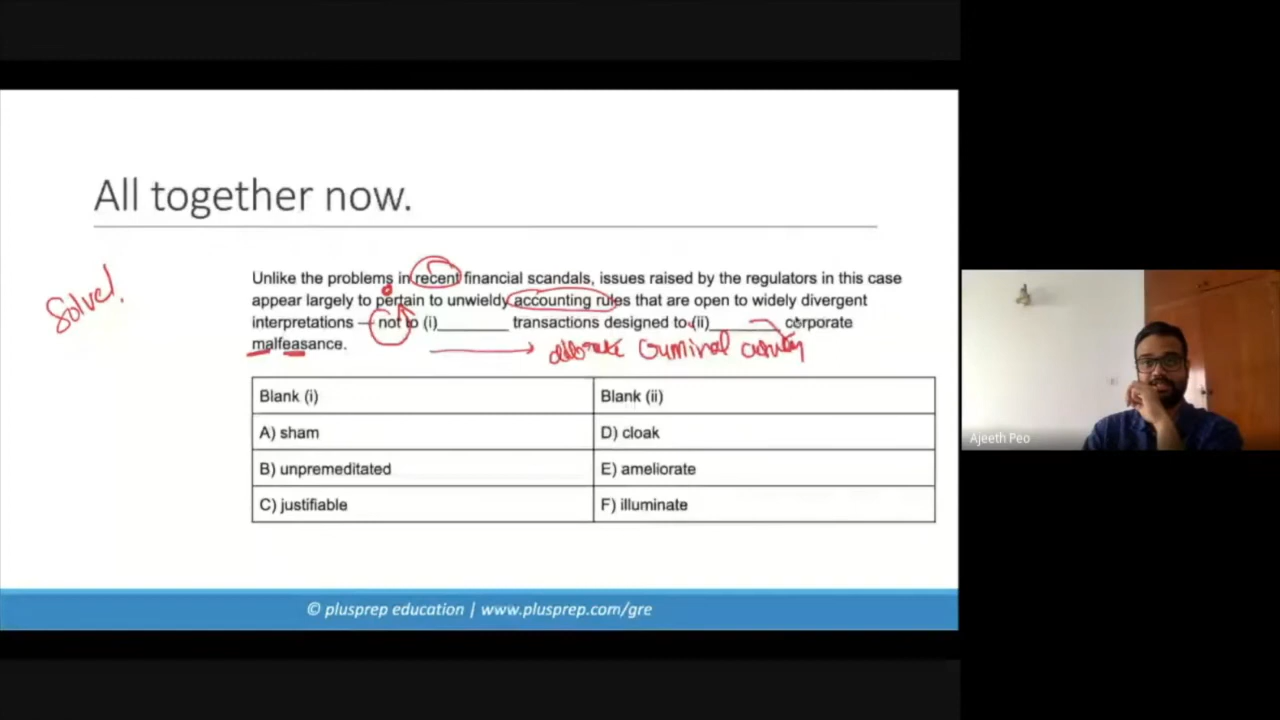 All together now.
Solve!
Unlike the problems in recent financial scandals, issues raised by the regulators in this case
appear largely to pertain to unwieldy accounting rules that are open to widely divergent
interpretations — not to (i)________ transactions designed to (ii)________ corporate
malfeasance.
criminal activity
Blank (i) Blank (ii)
A) sham D) cloak
B) unpremeditated E) ameliorate
C) justifiable F) illuminate
Ajeeth Peo
© plusprep education | www.plusprep.com/gre